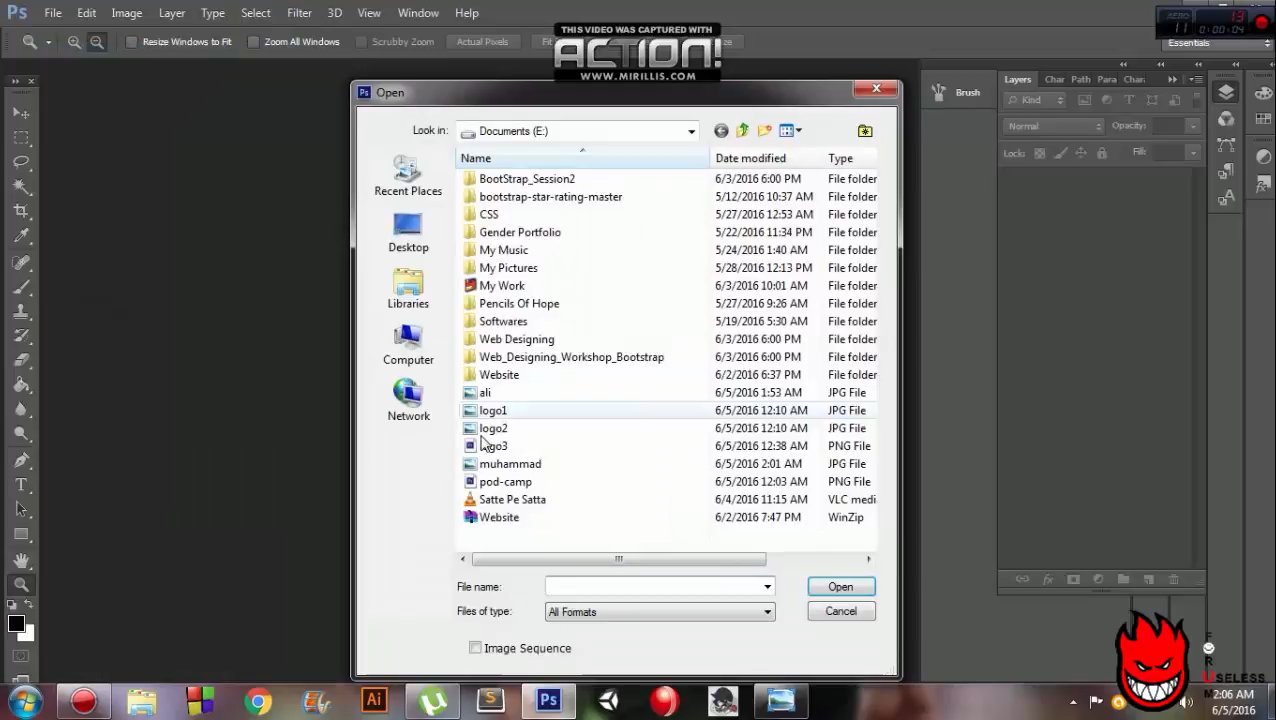 Ps File Edit Image Layer Type Select Filter 3D View Window Help
THIS VIDEO WAS CAPTURED WITH
ACTION!
WWW.MIRILLIS.COM
13
11
0:00:04
Resize Windows to Fit Zoom All Windows Scrubby Zoom Actual Pixels
Essentials
Ps Open
Look in: Documents (E:)
Name Date modified Type
BootStrap_Session2 6/3/2016 6:00 PM File folder
bootstrap-star-rating-master 5/12/2016 10:37 AM File folder
CSS 5/27/2016 12:53 AM File folder
Gender Portfolio 5/22/2016 11:34 PM File folder
My Music 5/24/2016 1:40 AM File folder
My Pictures 5/28/2016 12:13 PM File folder
My Work 6/3/2016 10:01 AM File folder
Pencils Of Hope 5/27/2016 9:26 AM File folder
Softwares 5/19/2016 5:30 AM File folder
Web Designing 6/3/2016 6:00 PM File folder
Web_Designing_Workshop_Bootstrap 6/3/2016 6:00 PM File folder
Website 6/2/2016 6:37 PM File folder
ali 6/5/2016 1:53 AM JPG File
logo1 6/5/2016 12:10 AM JPG File
logo2 6/5/2016 12:10 AM JPG File
logo3 6/5/2016 12:38 AM PNG File
muhammad 6/5/2016 2:01 AM JPG File
pod-camp 6/5/2016 12:03 AM PNG File
Satte Pe Satta 6/4/2016 11:15 AM VLC medi
Website 6/2/2016 7:47 PM WinZip
Recent Places
Desktop
Libraries
Computer
Network
File name: Open
Files of type: All Formats Cancel
Image Sequence
Brush
Layers Char Path Para Char
Kind
Normal Opacity:
Lock: Fill:
fx
Ai S Ps
USELESS
2:06 AM
6/5/2016